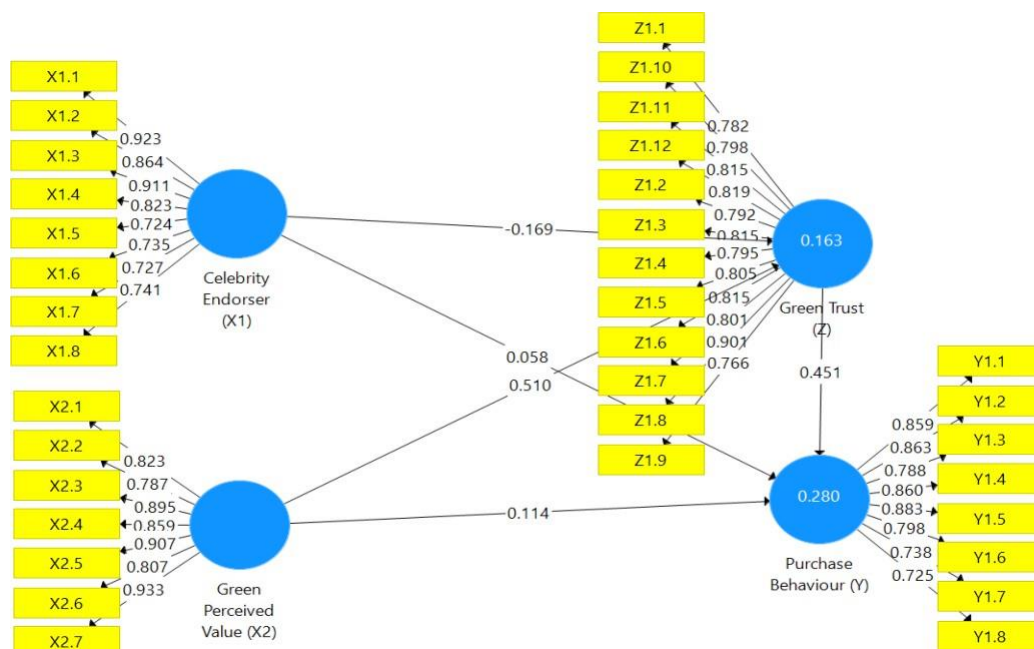 X1.1
X1.2
X1.3
X1.4
X1.5
X1.6
X1.7
X1.8
0.923
0.864
0.911
0.823
0.724
0.735
0.727
0.741
Celebrity
Endorser
(X1)
X2.1
X2.2
X2.3
X2.4
X2.5
X2.6
X2.7
0.823
0.787
0.895
0.859
0.907
0.807
0.933
Green
Perceived
Value (X2)
-0.169
0.058
0.510
0.114
Z1.1
Z1.10
Z1.11
Z1.12
Z1.2
Z1.3
Z1.4
Z1.5
Z1.6
Z1.7
Z1.8
Z1.9
0.782
0.798
0.815
0.819
0.792
0.815
0.795
0.805
0.815
0.801
0.901
0.766
0.163
Green Trust
(Z)
0.451
0.280
Purchase
Behaviour (Y)
0.859
0.863
0.788
0.860
0.883
0.798
0.738
0.725
Y1.1
Y1.2
Y1.3
Y1.4
Y1.5
Y1.6
Y1.7
Y1.8